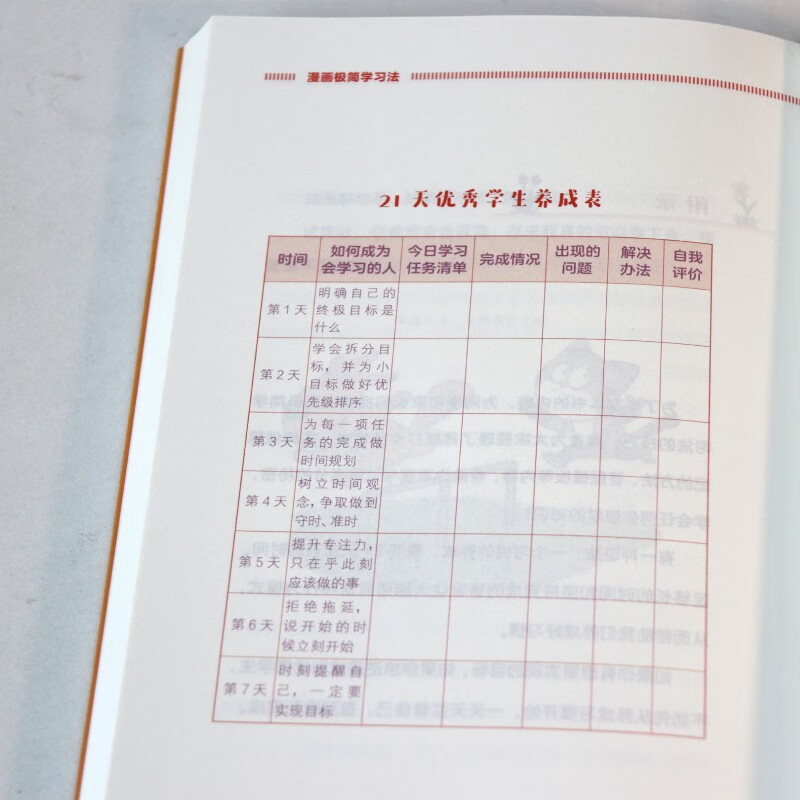 漫画极简学习法
21天优秀学生养成表
时间 如何成为会学习的人 今日学习任务清单 完成情况 出现的问题 解决办法 自我评价
第1天 明确自己的
终极目标是
什么
第2天 学会拆分目
标，并为小
目标做好优
先级排序
第3天 为每一项任
务的完成做
时间规划
第4天 树立时间观
念，争取做到
守时、准时
第5天 提升专注力，
只在乎此刻
应该做的事
第6天 拒绝拖延，
说开始的时
候立刻开始
第7天 时刻提醒自
己，一定要
实现目标